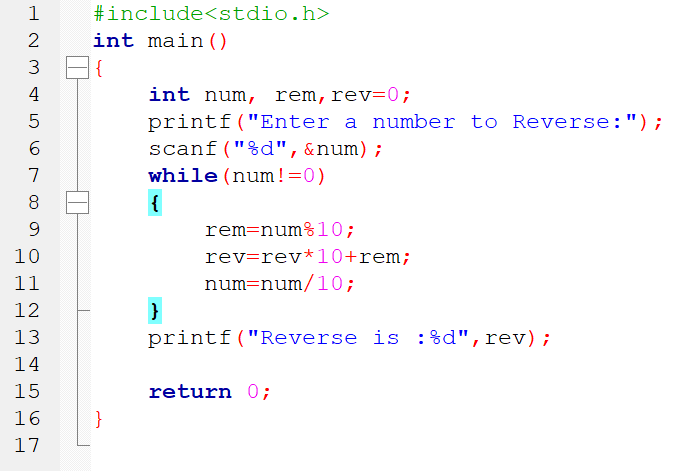 1 #include<stdio.h>
2 int main()
3 {
4 int num, rem,rev=0;
5 printf("Enter a number to Reverse:");
6 scanf("%d",&num);
7 while(num!=0)
8 {
9 rem=num%10;
10 rev=rev*10+rem;
11 num=num/10;
12 }
13 printf("Reverse is :%d",rev);
14
15 return 0;
16 }
17